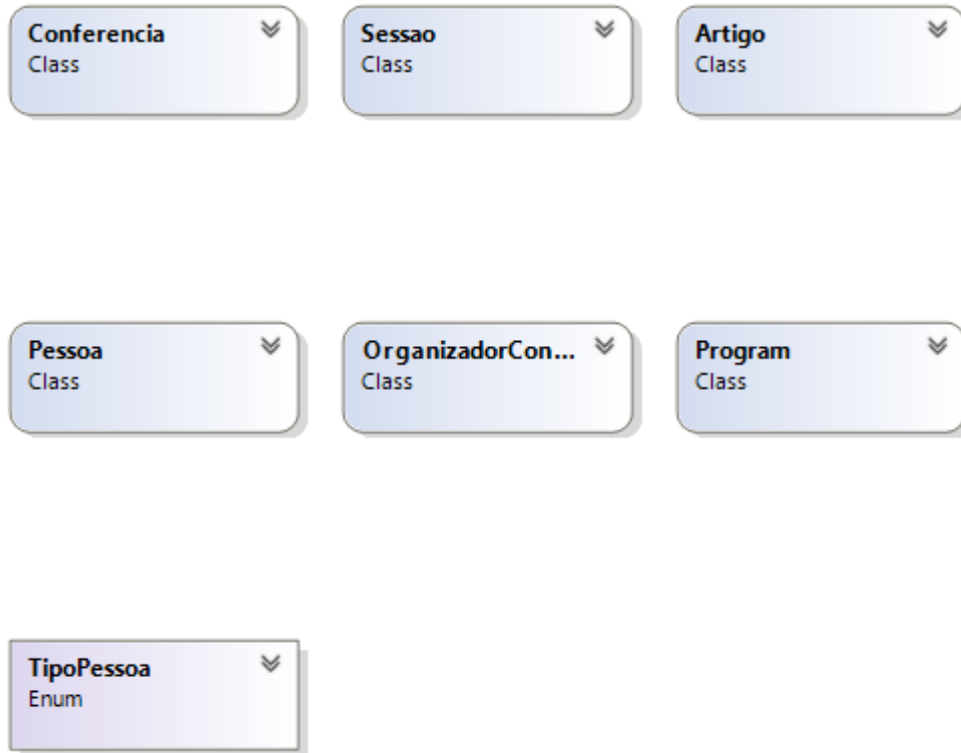 Conferencia
Class
Sessao
Class
Artigo
Class
Pessoa
Class
OrganizadorCon...
Class
Program
Class
TipoPessoa
Enum